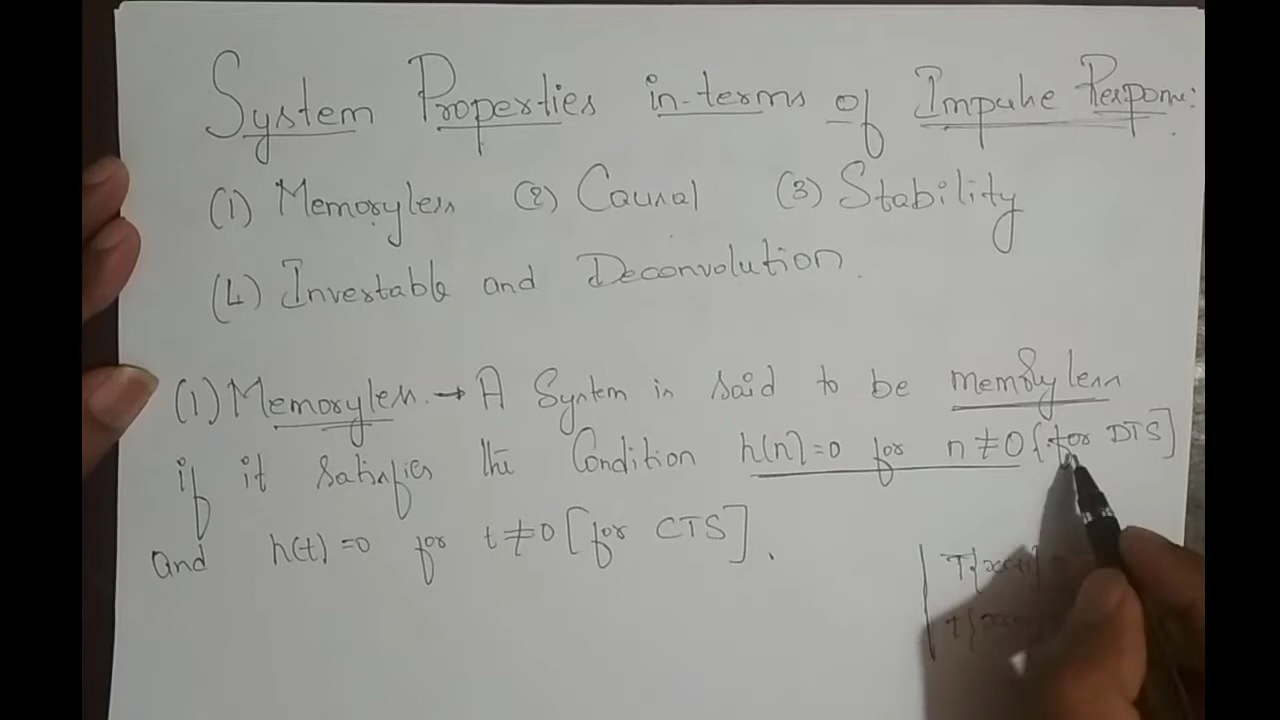 System Properties in-terms of Impulse Response:
(1) Memoryless (2) Causal (3) Stability
(4) Invertable and Deconvolution.
(1) Memoryless → A System is said to be memoryless
if it satisfies the Condition h[n]=0 for n≠0 [for DTS]
and h(t)=0 for t≠0 [for CTS].